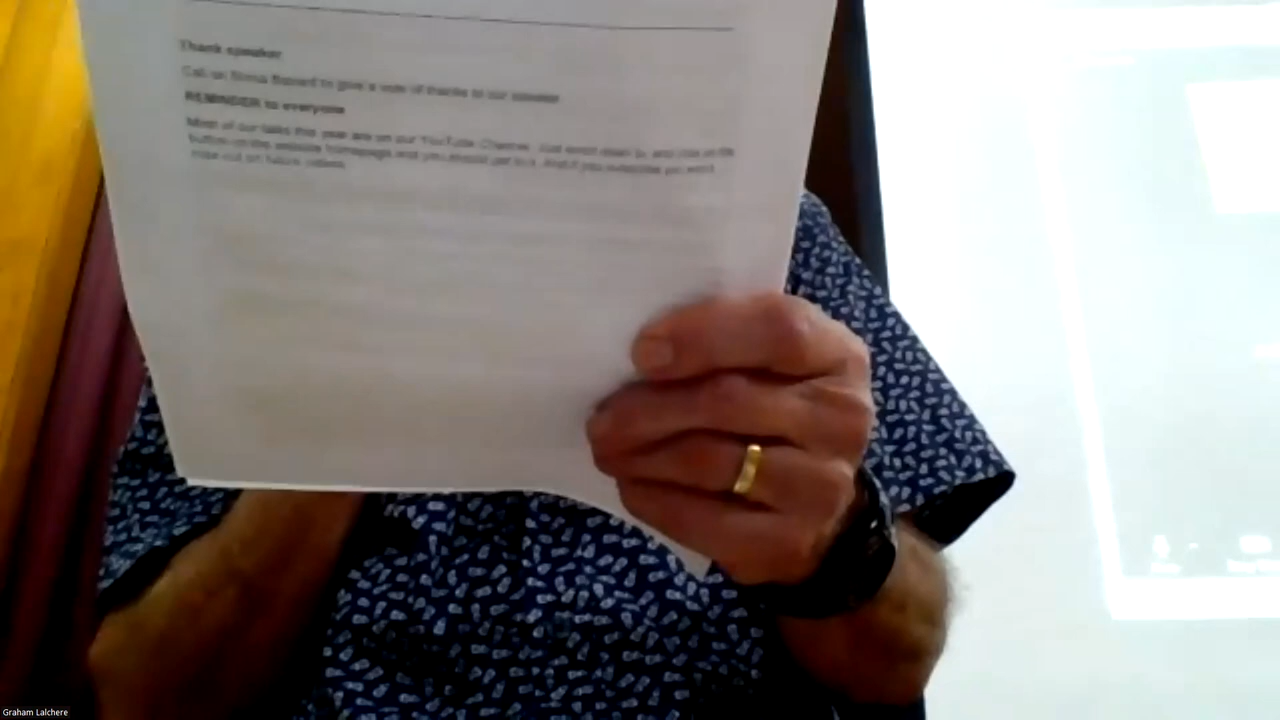 Thank speaker
Call on to give a vote of thanks to our speaker
REMINDER to everyone
Most of our talks this year are on our YouTube Channel. Just scroll down to and click on the
button on the website homepage and you should get to it. And if you subscribe you won't
miss out on future videos.
Graham Lalchere